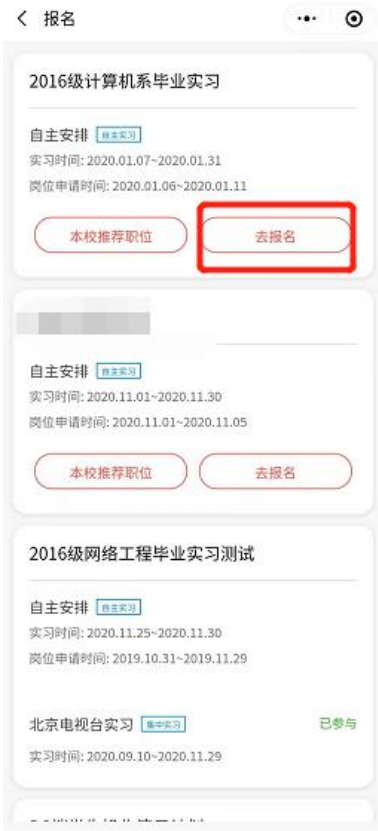 报名
2016级计算机系毕业实习
自主安排 自主实习
实习时间: 2020.01.07~2020.01.31
岗位申请时间: 2020.01.06~2020.01.11
本校推荐职位 去报名
自主安排 自主实习
实习时间: 2020.11.01~2020.11.30
岗位申请时间: 2020.11.01~2020.11.05
本校推荐职位 去报名
2016级网络工程毕业实习测试
自主安排 自主实习
实习时间: 2020.11.25~2020.11.30
岗位申请时间: 2019.10.31~2019.11.29
北京电视台实习 集中实习 已参与
实习时间: 2020.09.10~2020.11.29